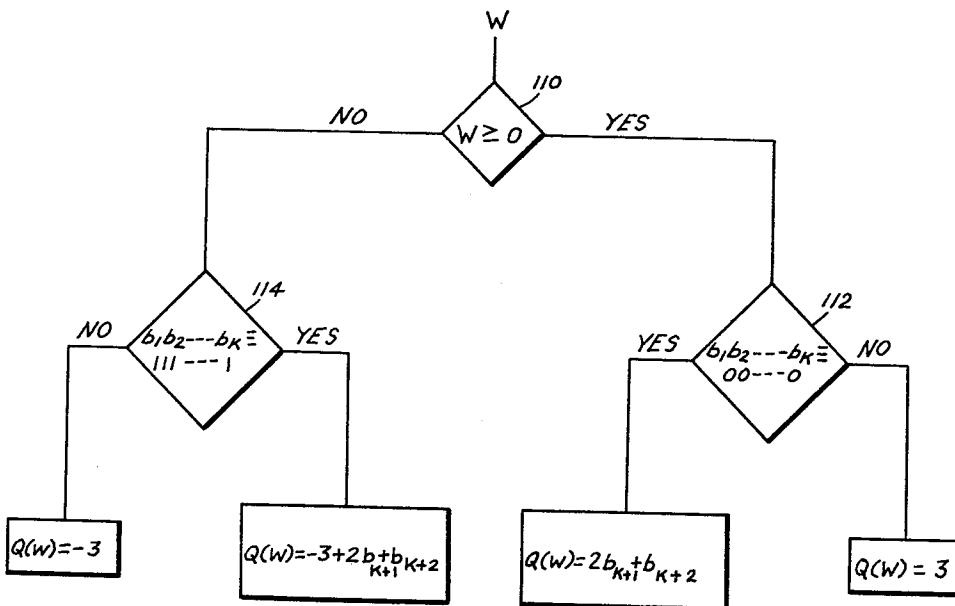 W
110
NO
W ≥ 0
YES
114
NO
b₁b₂---bK ≡
111---1
YES
112
YES
b₁b₂---bK ≡
00---0
NO
Q(W)=-3
Q(W)=-3+2bK+1+bK+2
Q(W)=2bK+1+bK+2
Q(W) = 3